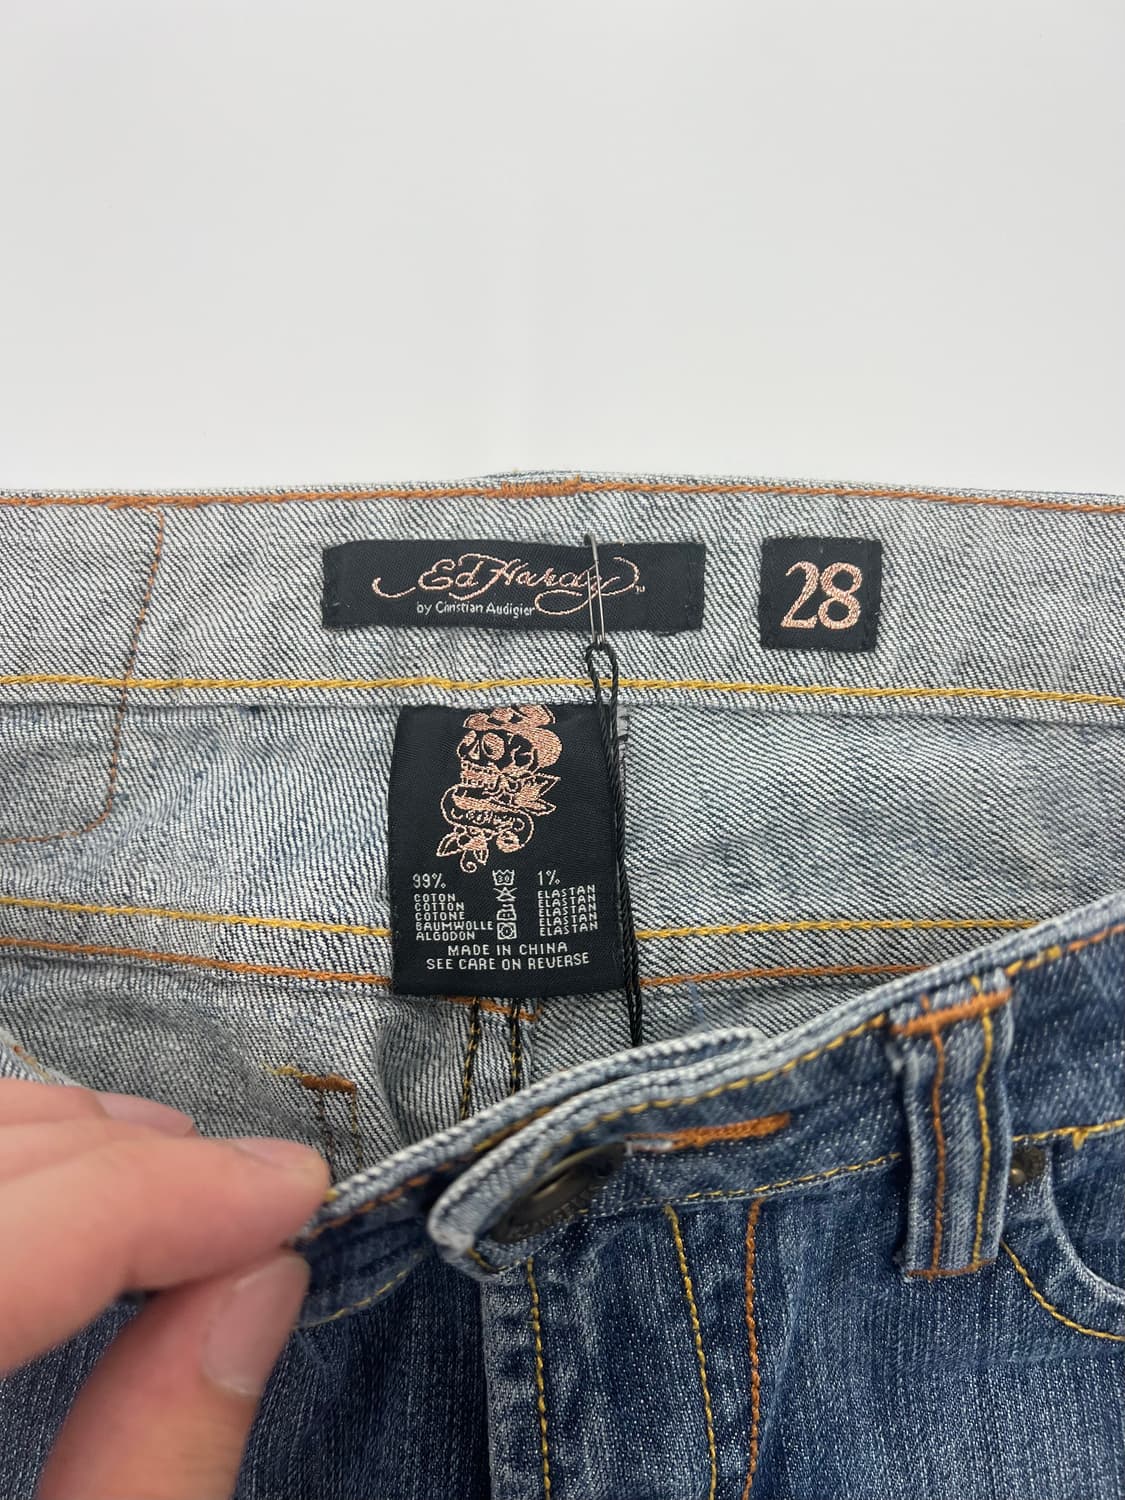 Ed Hardy
by Christian Audigier
28
99% 30 1%
COTON ELASTAN
COTTON ELASTAN
COTONE ELASTAN
BAUMWOLLE ELASTAN
ALGODON ELASTAN
MADE IN CHINA
SEE CARE ON REVERSE